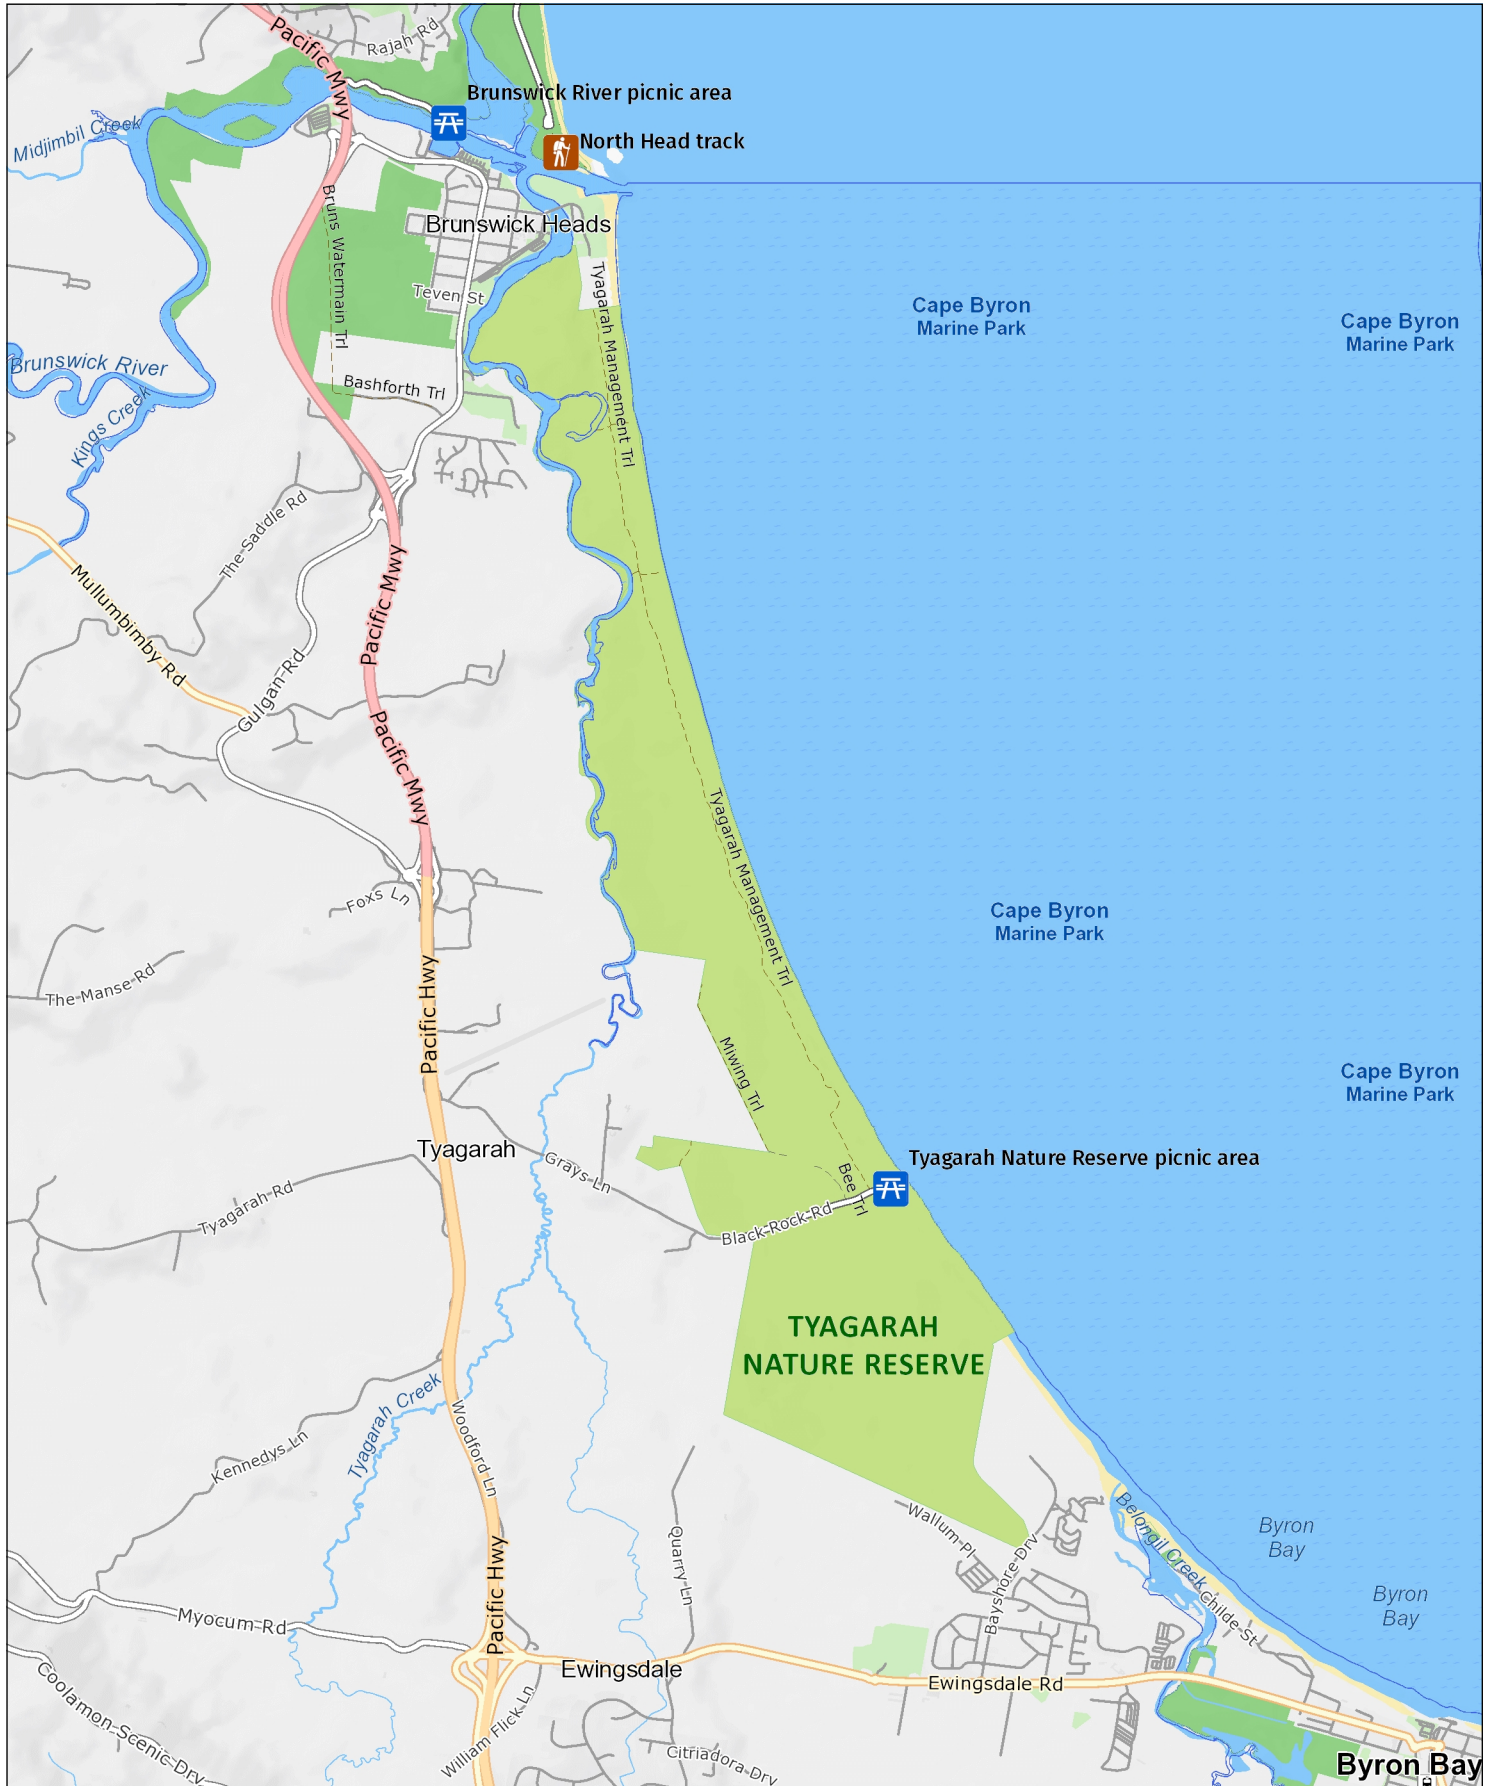 Pacific Mwy
Rajah Rd
Brunswick River picnic area
Midjimbil Creek
North Head track
Bruns Watermain Trl
Brunswick Heads
Teven St
Tyagarah Management Trl
Cape Byron
Marine Park
Cape Byron
Marine Park
Brunswick River
Bashforth Trl
Kings Creek
The Saddle Rd
Pacific Mwy
Mullumbimby Rd
Gulgan Rd
Pacific Mwy
Tyagarah Management Trl
Foxs Ln
Cape Byron
Marine Park
The Manse Rd
Pacific Hwy
Miwing Trl
Cape Byron
Marine Park
Tyagarah
Grays Ln
Tyagarah Nature Reserve picnic area
Bee Trl
Tyagarah Rd
Black Rock Rd
TYAGARAH
NATURE RESERVE
Tyagarah Creek
Woodford Ln
Kennedys Ln
Wallum Pl
Belongil Creek
Byron
Bay
Quarry Ln
Bayshore Drv
Pacific Hwy
Childe St
Byron
Bay
Myocum Rd
Ewingsdale
Ewingsdale Rd
Coolamon Scenic Drv
William Flick Ln
Citriadora Drv
Byron Bay